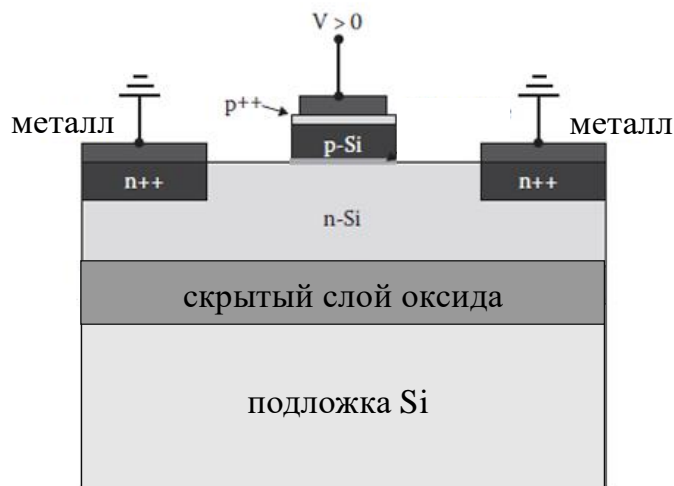 V > 0
p++
металл
металл
p-Si
n++
n++
n-Si
скрытый слой оксида
подложка Si